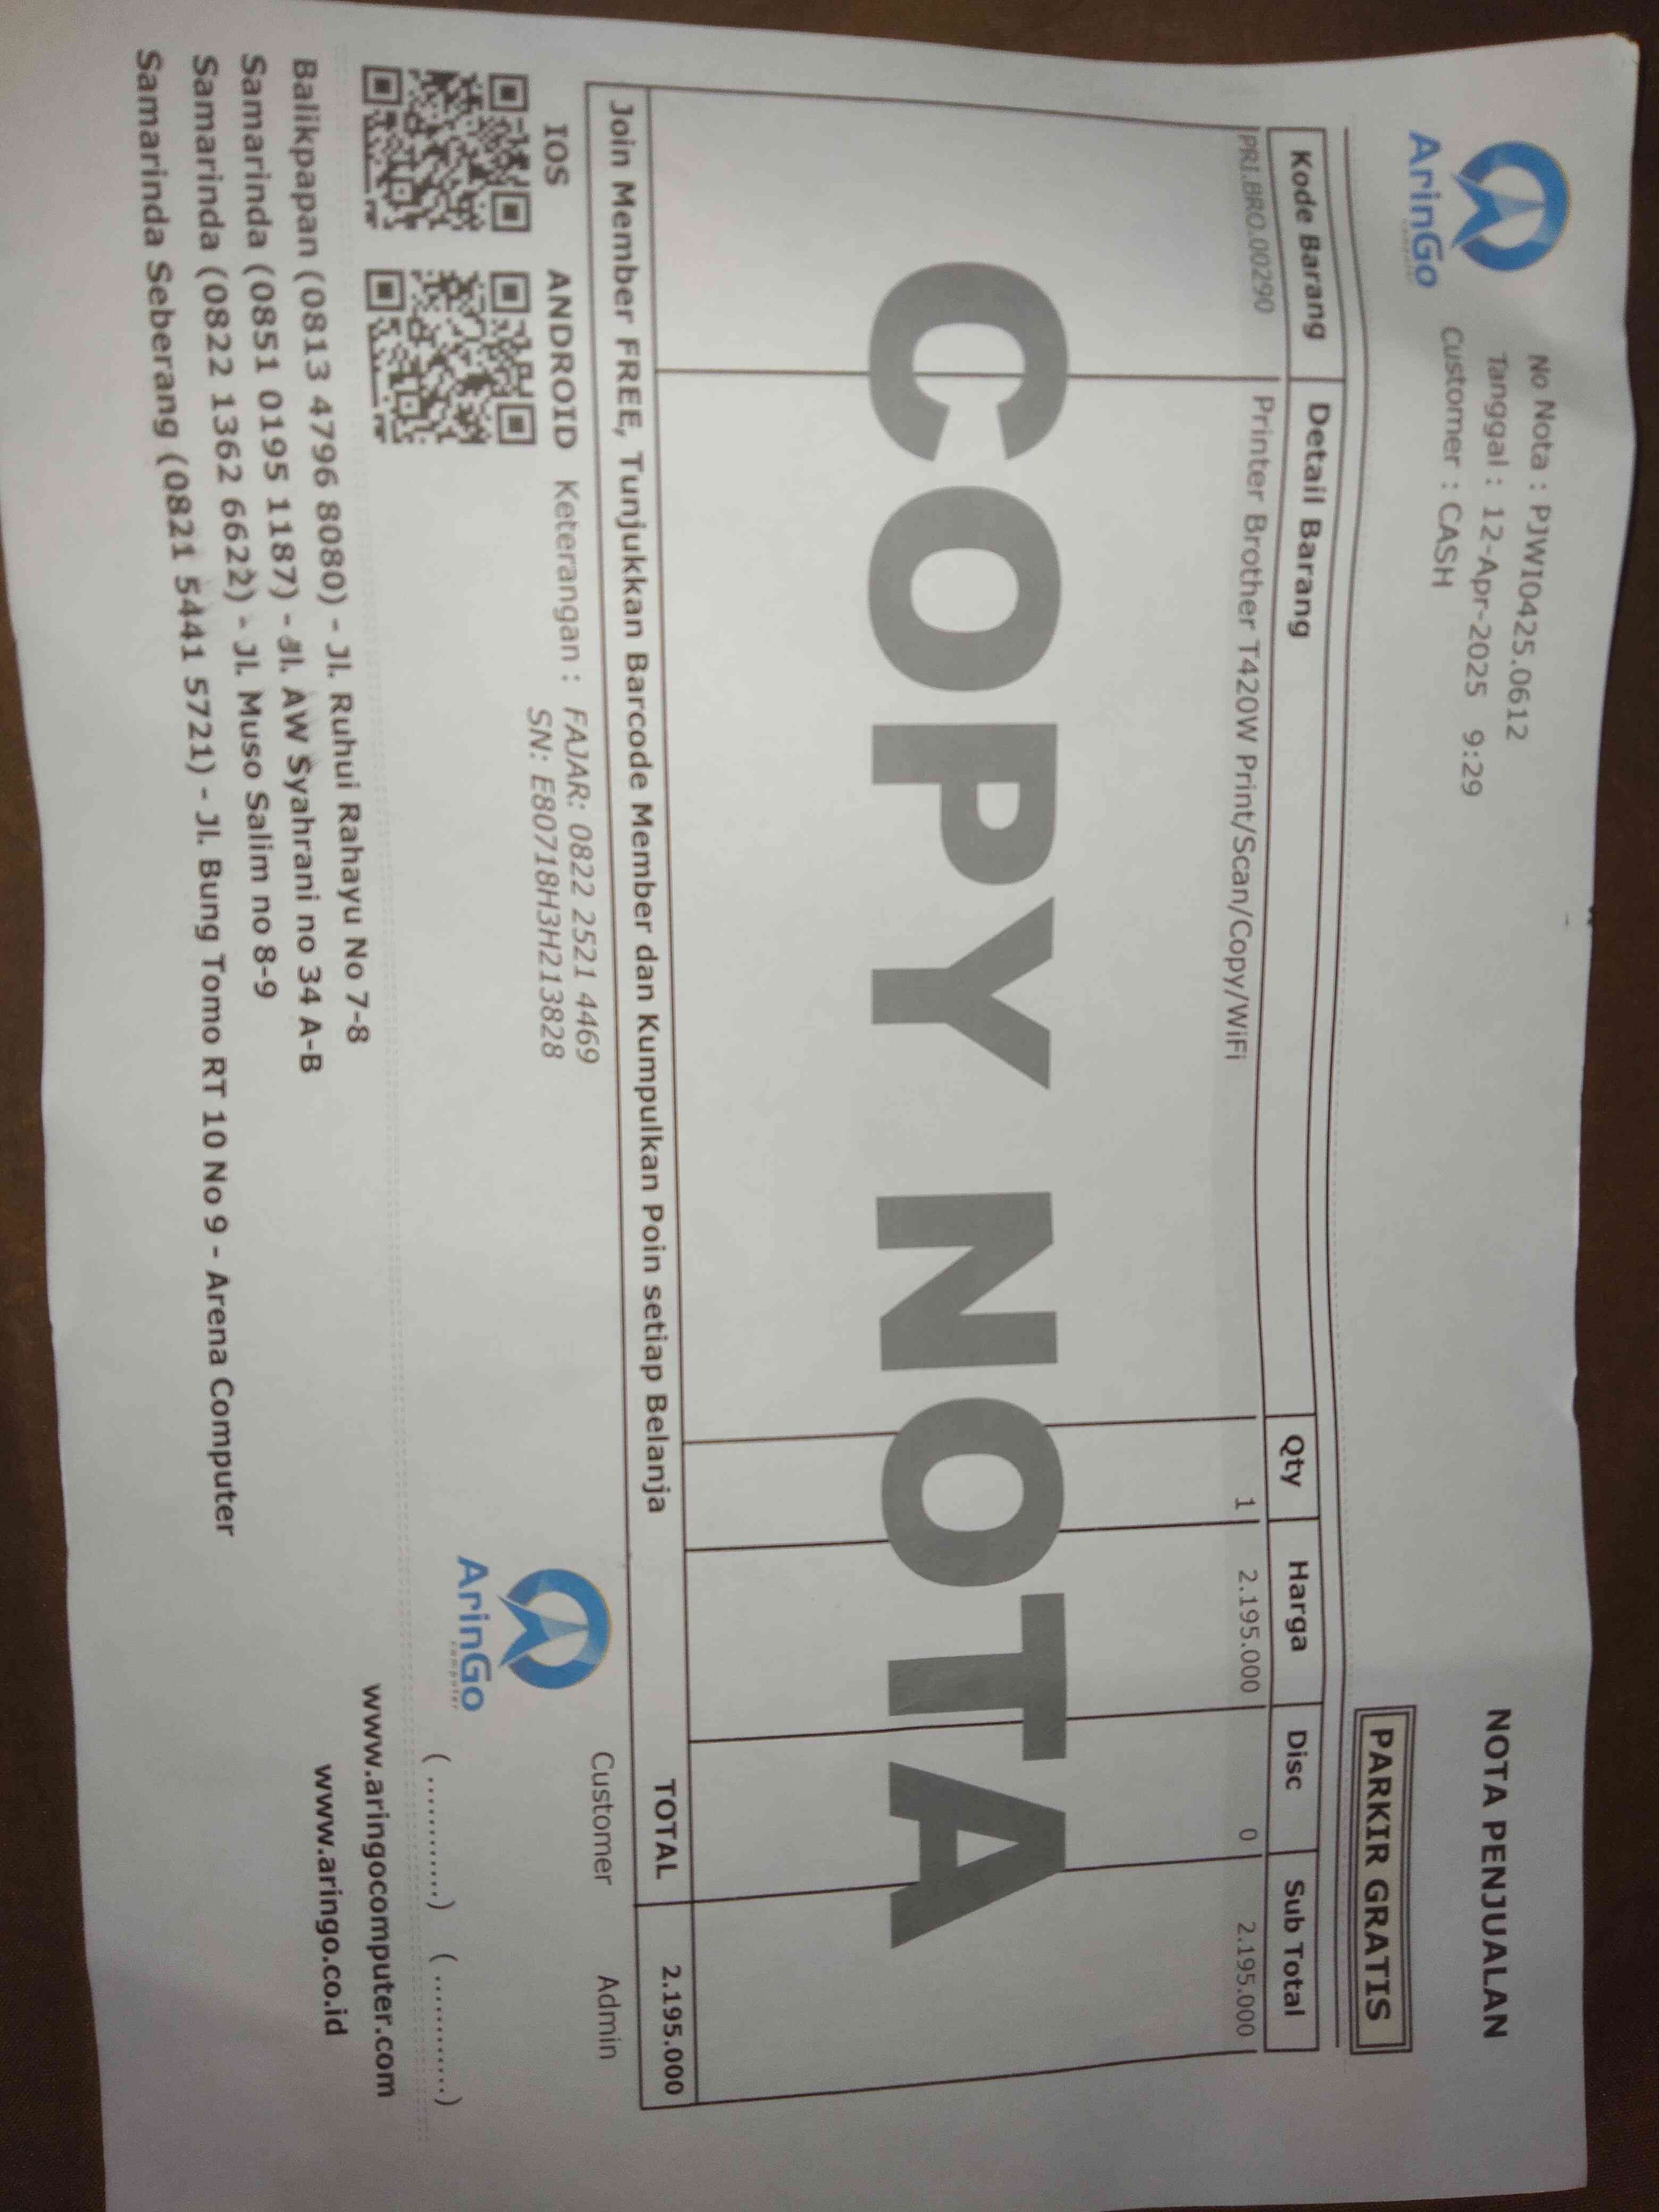 ArinGo
No Nota : PJWI0425.0612
Tanggal : 12-Apr-2025 9:29
Customer : CASH
NOTA PENJUALAN
PARKIR GRATIS
Kode Barang Detail Barang Qty Harga Disc Sub Total
PRI.BRO.00290 Printer Brother T420W Print/Scan/Copy/WiFi 1 2.195.000 0 2.195.000
COPY NOTA
Join Member FREE, Tunjukkan Barcode Member dan Kumpulkan Poin setiap Belanja TOTAL 2.195.000
IOS ANDROID Keterangan : FAJAR: 0822 2521 4469
SN: E80718H3H213828
ArinGo
computer
Customer Admin
( ............) ( ............)
Balikpapan (0813 4796 8080) - Jl. Ruhui Rahayu No 7-8
Samarinda (0851 0195 1187) - Jl. AW Syahrani no 34 A-B
Samarinda (0822 1362 6622) - Jl. Muso Salim no 8-9
Samarinda Seberang (0821 5441 5721) - Jl. Bung Tomo RT 10 No 9 - Arena Computer
www.aringocomputer.com
www.aringo.co.id